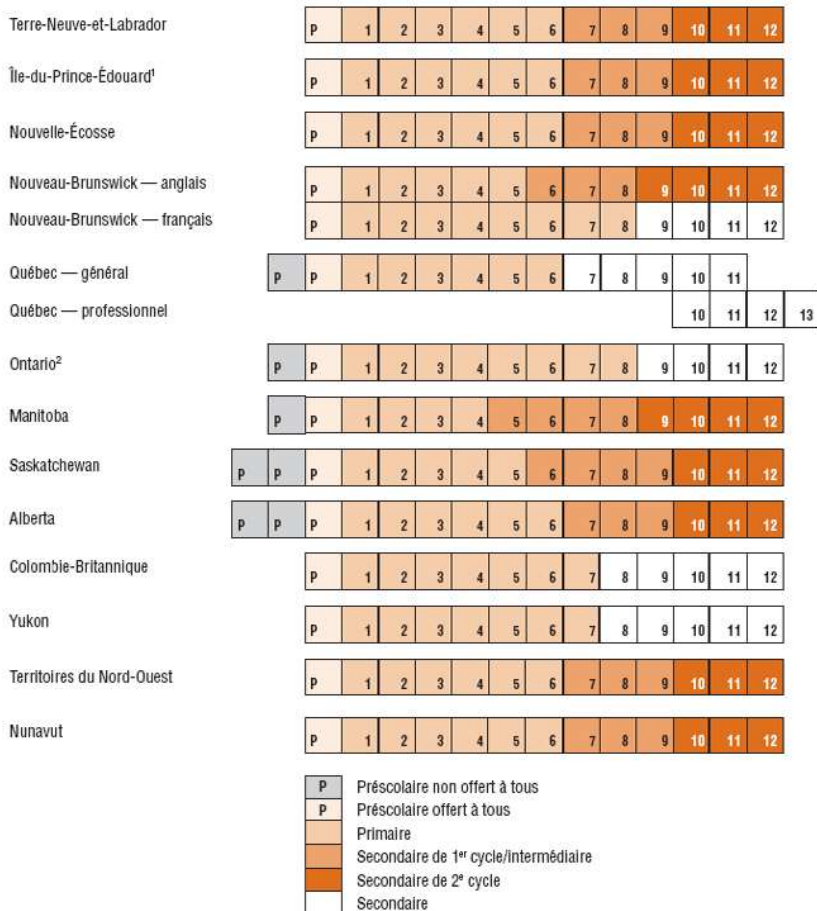 Terre-Neuve-et-Labrador P 1 2 3 4 5 6 7 8 9 10 11 12
Île-du-Prince-Édouard¹ P 1 2 3 4 5 6 7 8 9 10 11 12
Nouvelle-Écosse P 1 2 3 4 5 6 7 8 9 10 11 12
Nouveau-Brunswick — anglais P 1 2 3 4 5 6 7 8 9 10 11 12
Nouveau-Brunswick — français P 1 2 3 4 5 6 7 8 9 10 11 12
Québec — général P P 1 2 3 4 5 6 7 8 9 10 11
Québec — professionnel 10 11 12 13
Ontario² P P 1 2 3 4 5 6 7 8 9 10 11 12
Manitoba P P 1 2 3 4 5 6 7 8 9 10 11 12
Saskatchewan P P P 1 2 3 4 5 6 7 8 9 10 11 12
Alberta P P P 1 2 3 4 5 6 7 8 9 10 11 12
Colombie-Britannique P 1 2 3 4 5 6 7 8 9 10 11 12
Yukon P 1 2 3 4 5 6 7 8 9 10 11 12
Territoires du Nord-Ouest P 1 2 3 4 5 6 7 8 9 10 11 12
Nunavut P 1 2 3 4 5 6 7 8 9 10 11 12
P Préscolaire non offert à tous
P Préscolaire offert à tous
Primaire
Secondaire de 1er cycle/intermédiaire
Secondaire de 2e cycle
Secondaire